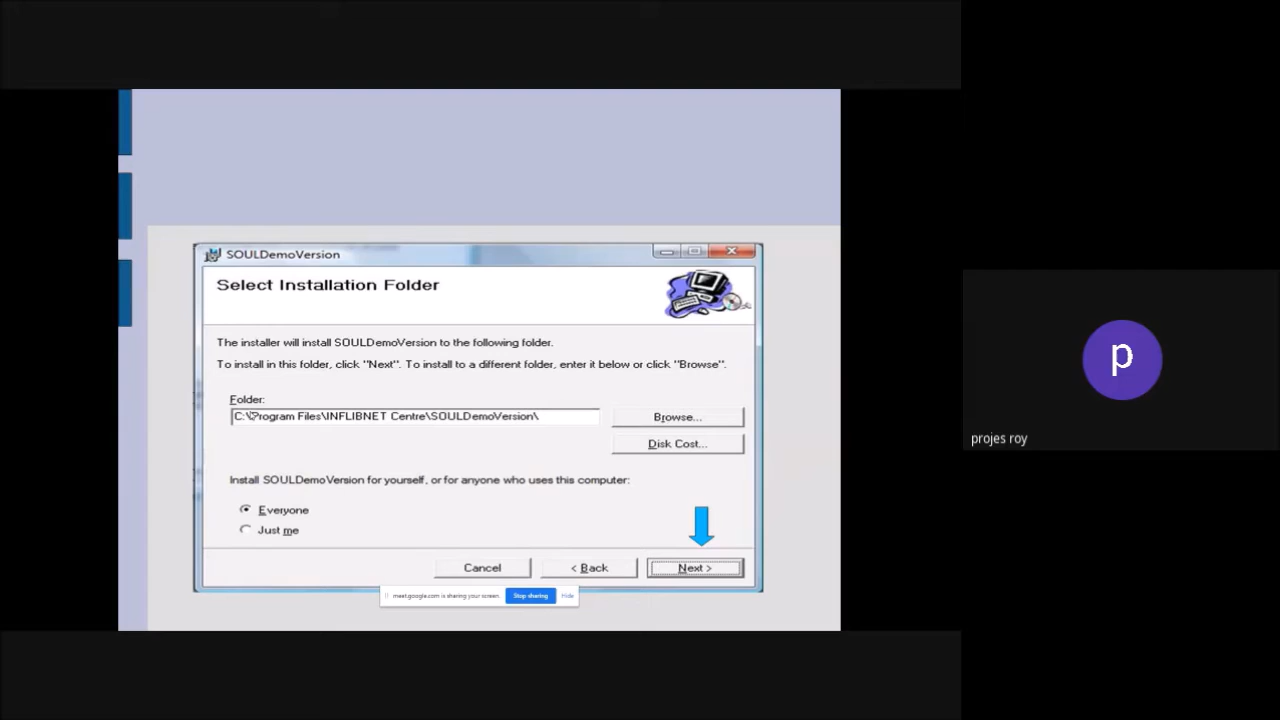 SOULDemoVersion
Select Installation Folder
The installer will install SOULDemoVersion to the following folder.
To install in this folder, click "Next". To install to a different folder, enter it below or click "Browse".
Folder:
C:\Program Files\INFLIBNET Centre\SOULDemoVersion\
Browse...
Disk Cost...
Install SOULDemoVersion for yourself, or for anyone who uses this computer:
Everyone
Just me
Cancel
< Back
Next >
meet.google.com is sharing your screen.
Stop sharing
Hide
p
projes roy